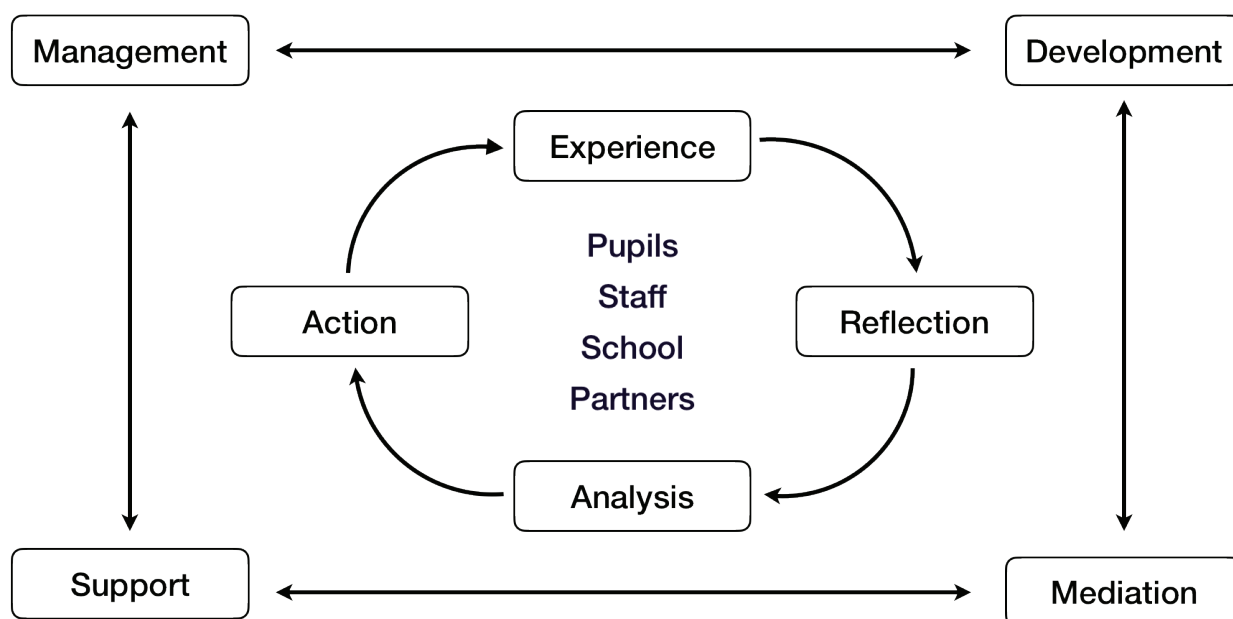 Management
Development
Experience
Pupils
Staff
School
Partners
Action
Reflection
Analysis
Support
Mediation